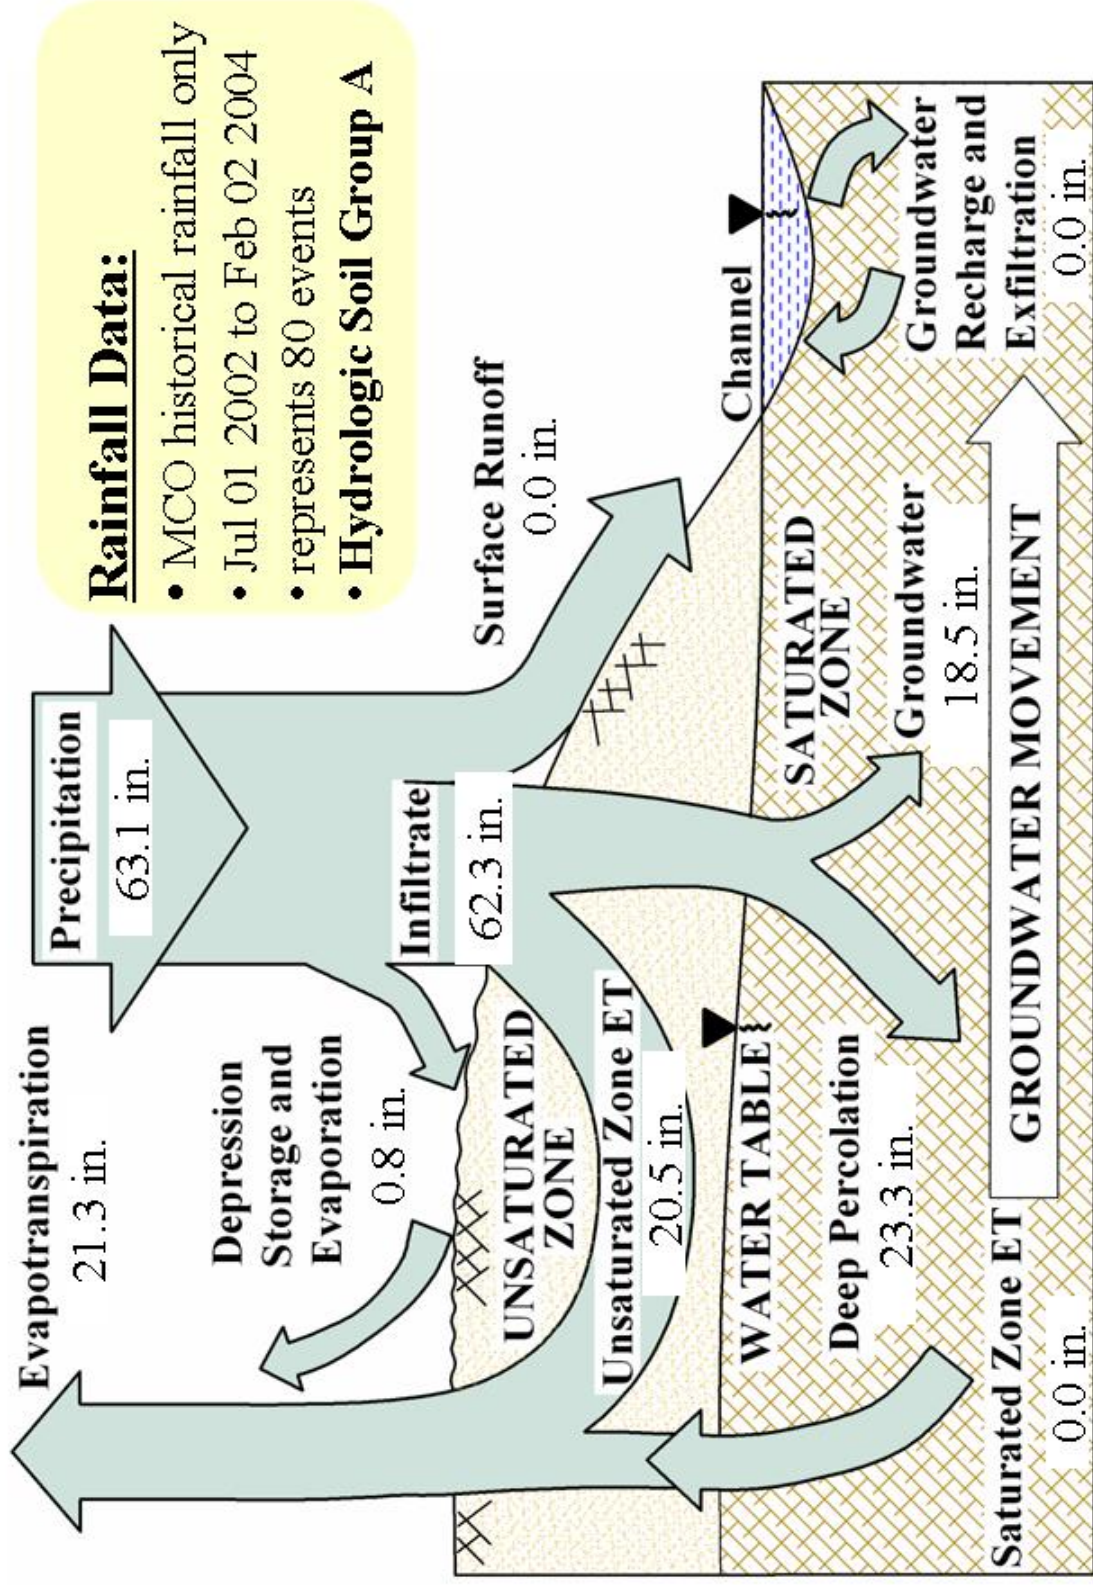 Evapotranspiration
21.3 in.
Precipitation
63.1 in.
Rainfall Data:
• MCO historical rainfall only
• Jul 01 2002 to Feb 02 2004
• represents 80 events
• Hydrologic Soil Group A
Depression
Storage and
Evaporation
0.8 in.
Infiltrate
62.3 in.
Surface Runoff
0.0 in.
UNSATURATED
ZONE
Unsaturated Zone ET
20.5 in.
Channel
WATER TABLE
SATURATED
ZONE
Deep Percolation
23.3 in.
Groundwater
18.5 in.
Groundwater
Recharge and
Exfiltration
0.0 in.
Saturated Zone ET
0.0 in.
GROUNDWATER MOVEMENT